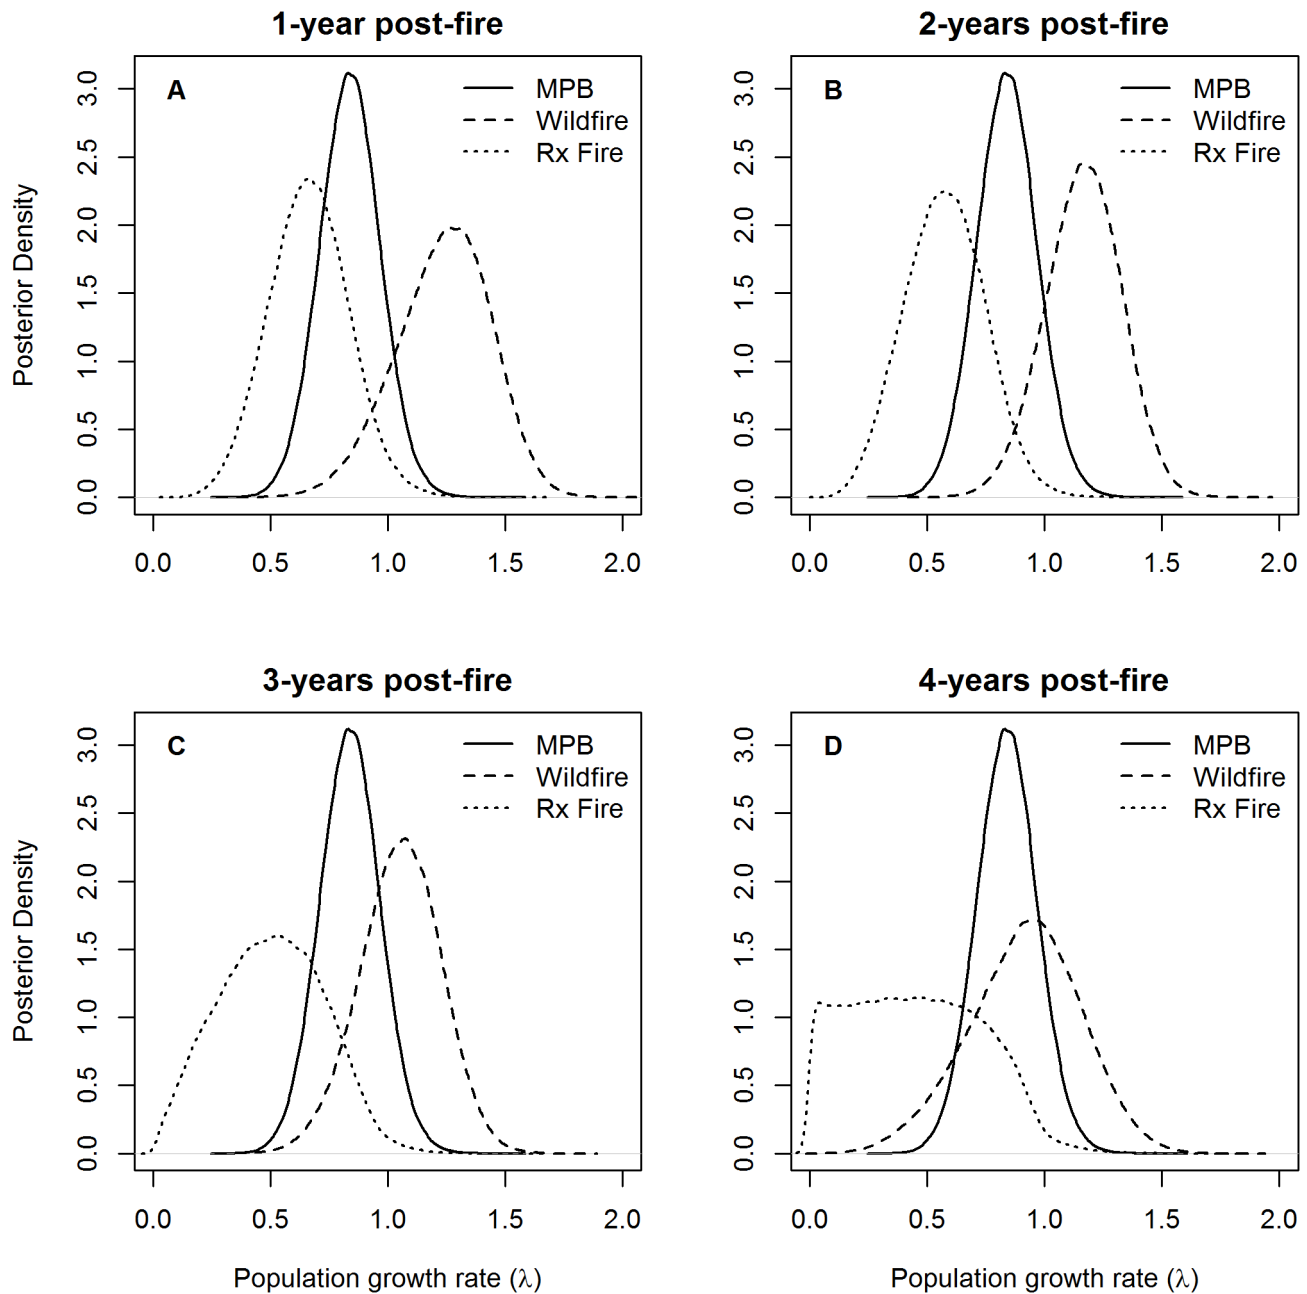 1-year post-fire
A
MPB
Wildfire
Rx Fire
Posterior Density
3.0
2.5
2.0
1.5
1.0
0.5
0.0
0.0 0.5 1.0 1.5 2.0
2-years post-fire
B
MPB
Wildfire
Rx Fire
3.0
2.5
2.0
1.5
1.0
0.5
0.0
0.0 0.5 1.0 1.5 2.0
3-years post-fire
C
MPB
Wildfire
Rx Fire
Posterior Density
3.0
2.5
2.0
1.5
1.0
0.5
0.0
0.0 0.5 1.0 1.5 2.0
Population growth rate (λ)
4-years post-fire
D
MPB
Wildfire
Rx Fire
3.0
2.5
2.0
1.5
1.0
0.5
0.0
0.0 0.5 1.0 1.5 2.0
Population growth rate (λ)